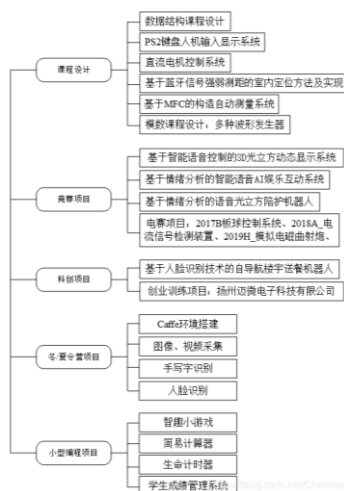 课程设计
数据结构课程设计
PS2键盘人机输入显示系统
直流电机控制系统
基于蓝牙信号强弱测距的室内定位方法及实现
基于MFC的构造自动测量系统
模数课程设计：多种波形发生器
竞赛项目
基于智能语音控制的3D光立方动态显示系统
基于情绪分析的智能语音AI娱乐互动系统
基于情绪分析的语音光立方陪护机器人
电赛项目：2017B板球控制系统、2018A_电
流信号检测装置、2019H_模拟电磁曲射炮、
科创项目
基于人脸识别技术的自导航楼宇送餐机器人
创业训练项目：扬州迈微电子科技有限公司
冬/夏令营项目
Caffe环境搭建
图像、视频采集
手写字识别
人脸识别
小型编程项目
智趣小游戏
简易计算器
生命计时器
学生成绩管理系统